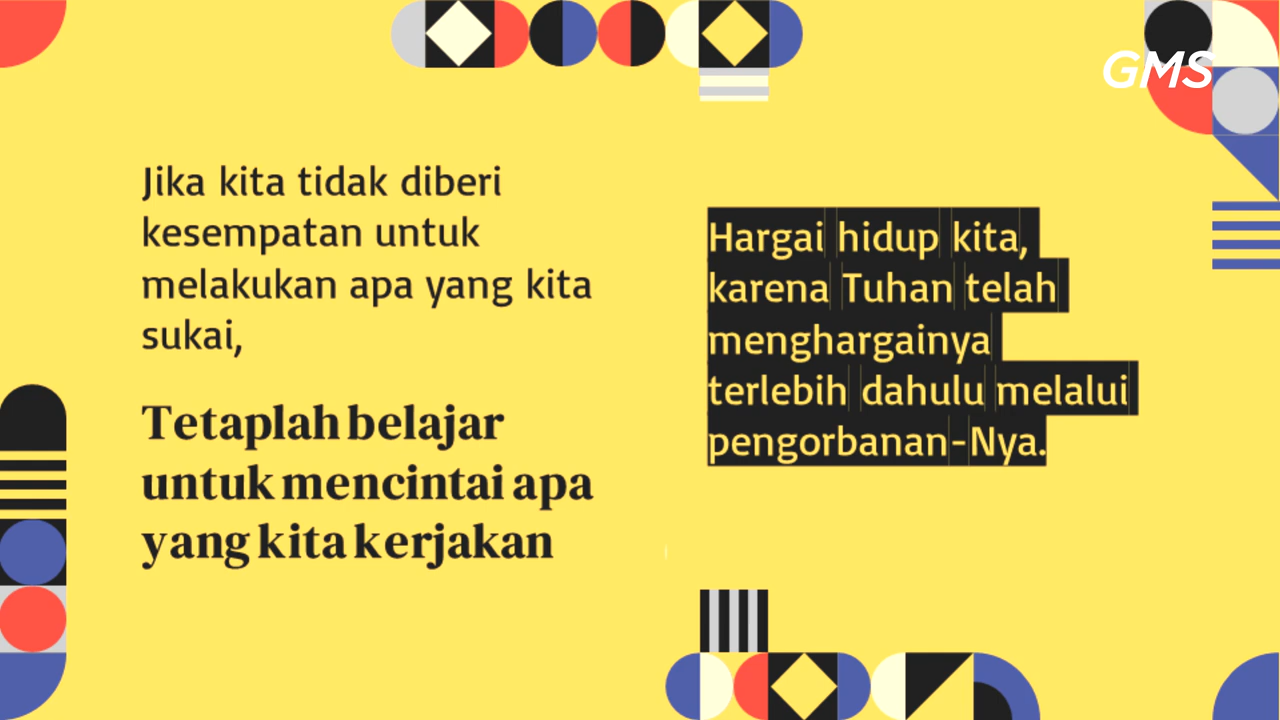 GMS
Jika kita tidak diberi
kesempatan untuk
melakukan apa yang kita
sukai,
Tetaplah belajar
untuk mencintai apa
yang kita kerjakan
Hargai hidup kita,
karena Tuhan telah
menghargainya
terlebih dahulu melalui
pengorbanan-Nya.